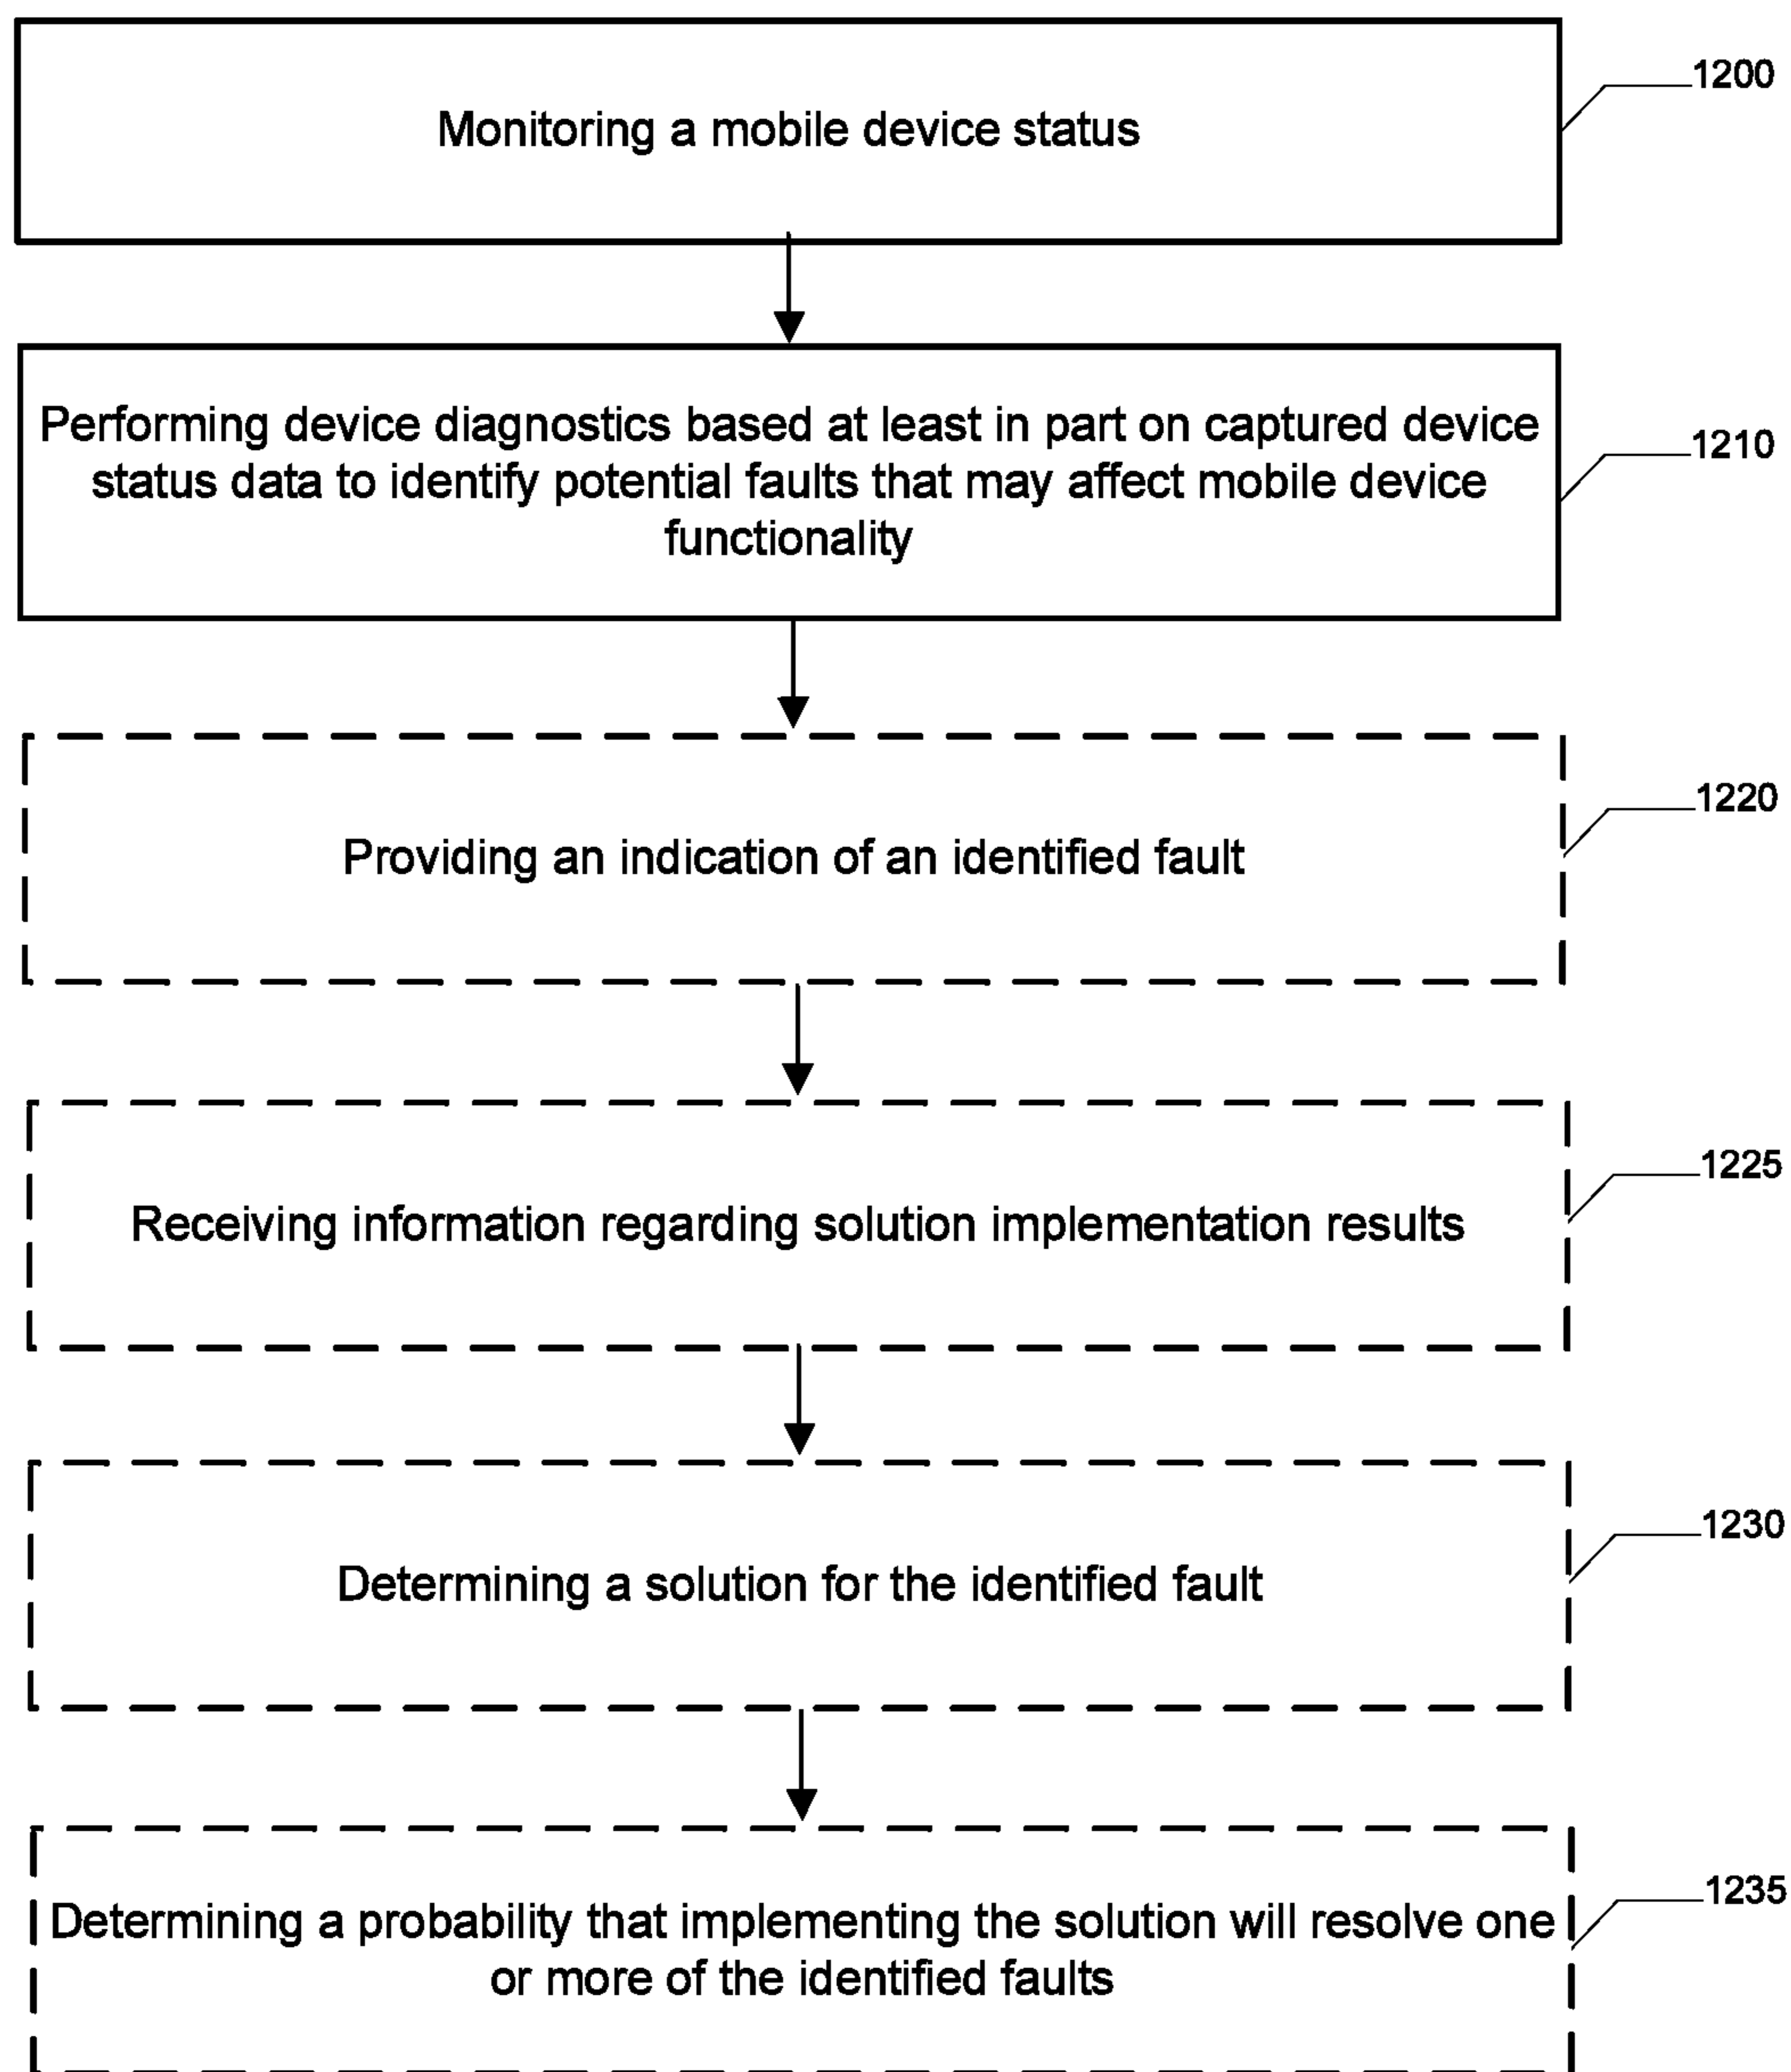 1200
Monitoring a mobile device status
Performing device diagnostics based at least in part on captured device
status data to identify potential faults that may affect mobile device
functionality
1210
1220
Providing an indication of an identified fault
1225
Receiving information regarding solution implementation results
1230
Determining a solution for the identified fault
1235
Determining a probability that implementing the solution will resolve one
or more of the identified faults